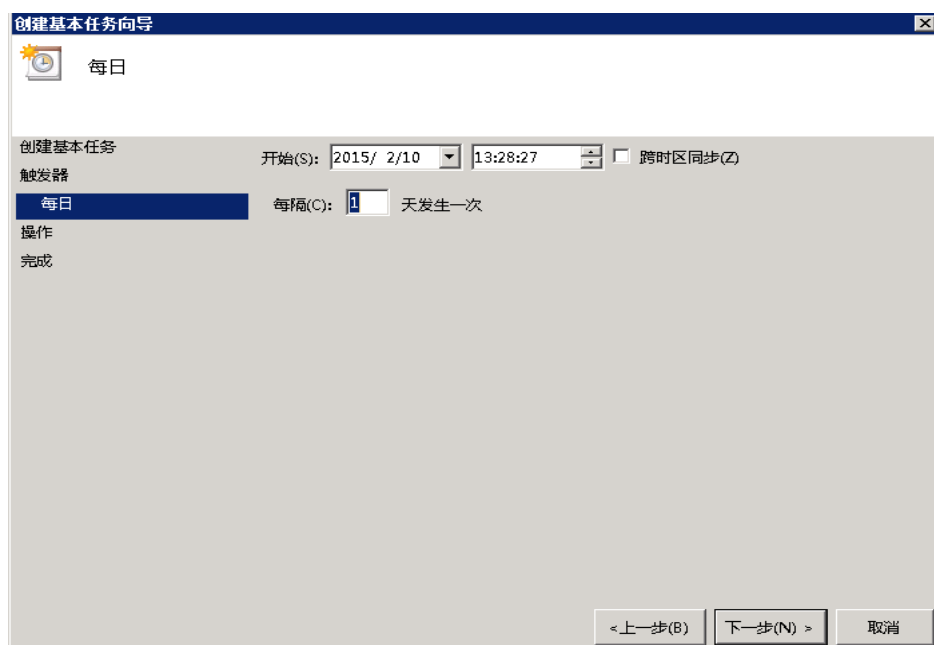 创建基本任务向导
每日
创建基本任务
触发器
每日
操作
完成
开始(S): 2015/ 2/10 13:28:27 跨时区同步(Z)
每隔(C): 1 天发生一次
<上一步(B) 下一步(N) > 取消